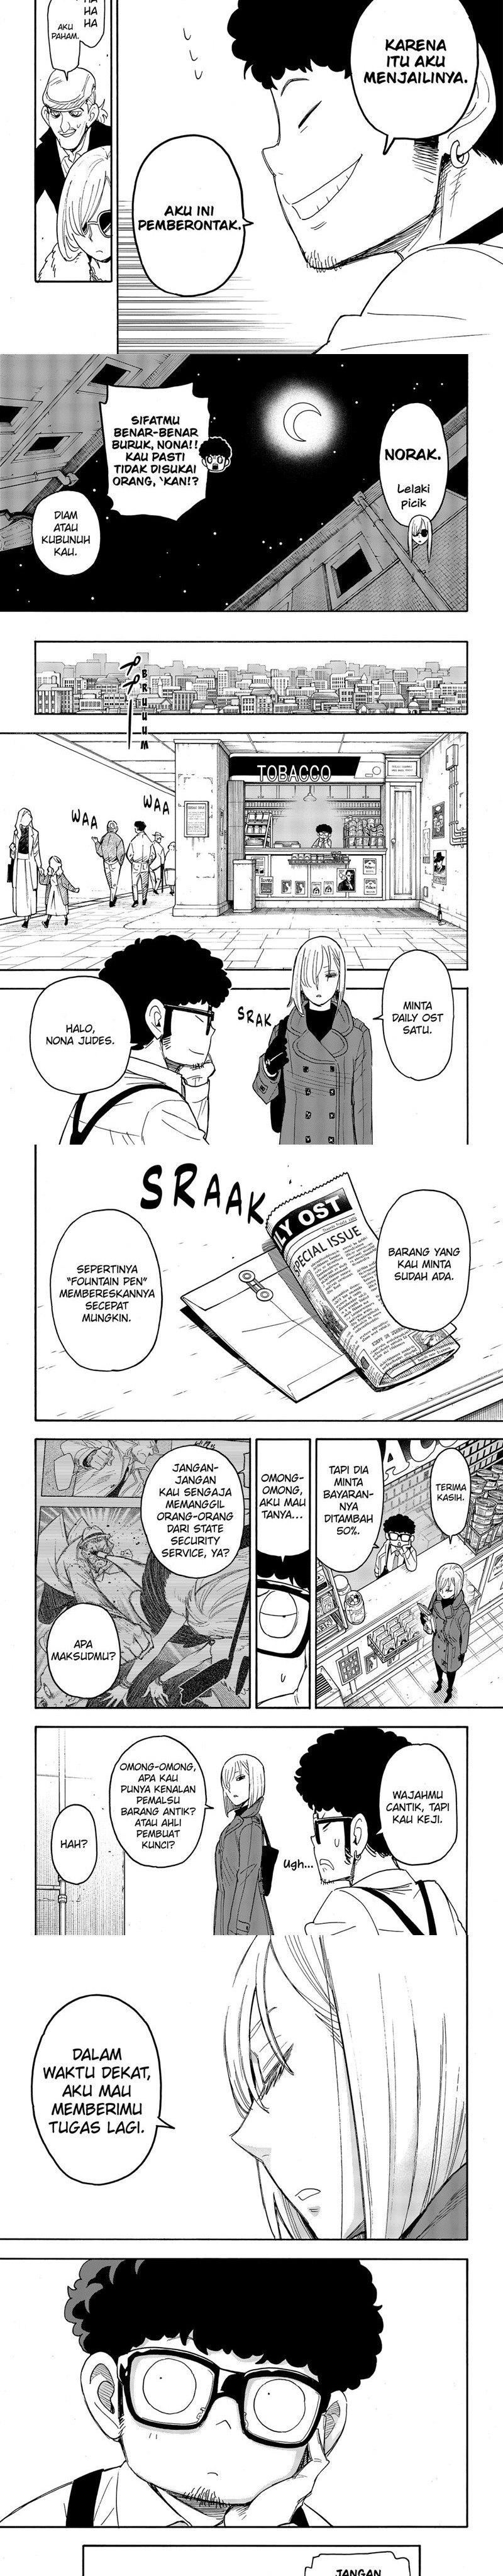 KARENA
ITU AKU
MENJAILINYA.
AKU INI
PEMBERONTAK.
HA
HA
HA
AKU
PAHAM.
NORAK.
Lelaki
picik
SIFATMU
BENAR-BENAR
BURUK, NONA!!
KAU PASTI
TIDAK DISUKAI
ORANG, 'KAN!?
DIAM
ATAU
KUBUNUH
KAU.
BRUUUM
TOBACCO
WAA
WAA
MINTA
DAILY OST
SATU.
SRAK
HALO,
NONA JUDES.
SRAAK
BARANG YANG
KAU MINTA
SUDAH ADA.
LY OST
SPECIAL ISSUE
SEPERTINYA
"FOUNTAIN PEN"
MEMBERESKANNYA
SECEPAT
MUNGKIN.
TERIMA
KASIH.
TAPI DIA
MINTA
BAYARAN-
NYA
DITAMBAH
50%.
OMONG-
OMONG,
AKU MAU
TANYA...
JANGAN-
JANGAN
KAU SENGAJA
MEMANGGIL
ORANG-ORANG
DARI STATE
SECURITY
SERVICE, YA?
APA
MAKSUDMU?
WAJAHMU
CANTIK, TAPI
KAU KEJI.
Ugh...
OMONG-OMONG,
APA KAU
PUNYA KENALAN
PEMALSU
BARANG ANTIK?
ATAU AHLI
PEMBUAT
KUNCI?
HAH?
DALAM
WAKTU DEKAT,
AKU MAU
MEMBERIMU
TUGAS LAGI.
JANGAN